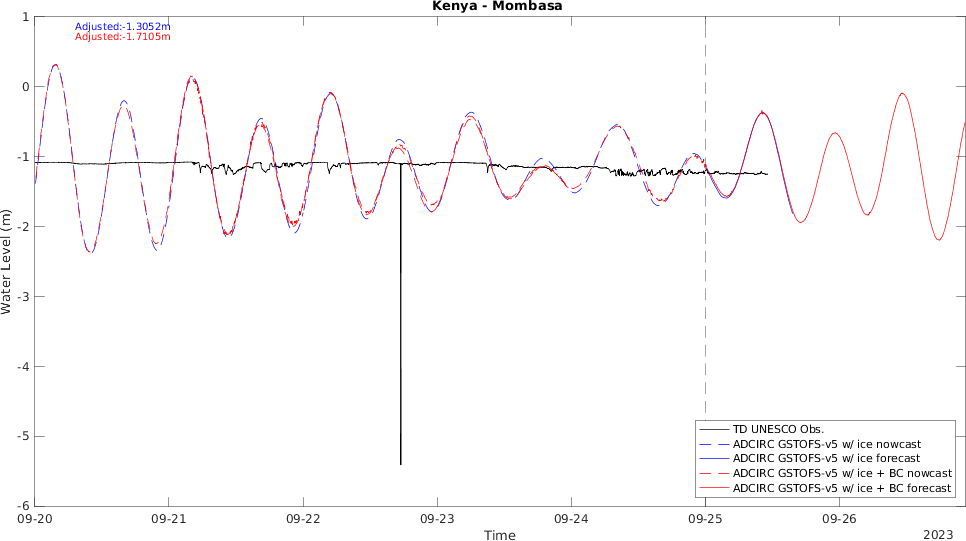 Kenya - Mombasa
Adjusted:-1.3052m
Adjusted:-1.7105m
1
0
-1
-2
-3
-4
-5
-6
Water Level (m)
TD UNESCO Obs.
ADCIRC GSTOFS-v5 w/ ice nowcast
ADCIRC GSTOFS-v5 w/ ice forecast
ADCIRC GSTOFS-v5 w/ ice + BC nowcast
ADCIRC GSTOFS-v5 w/ ice + BC forecast
09-20 09-21 09-22 09-23 09-24 09-25 09-26
Time
2023